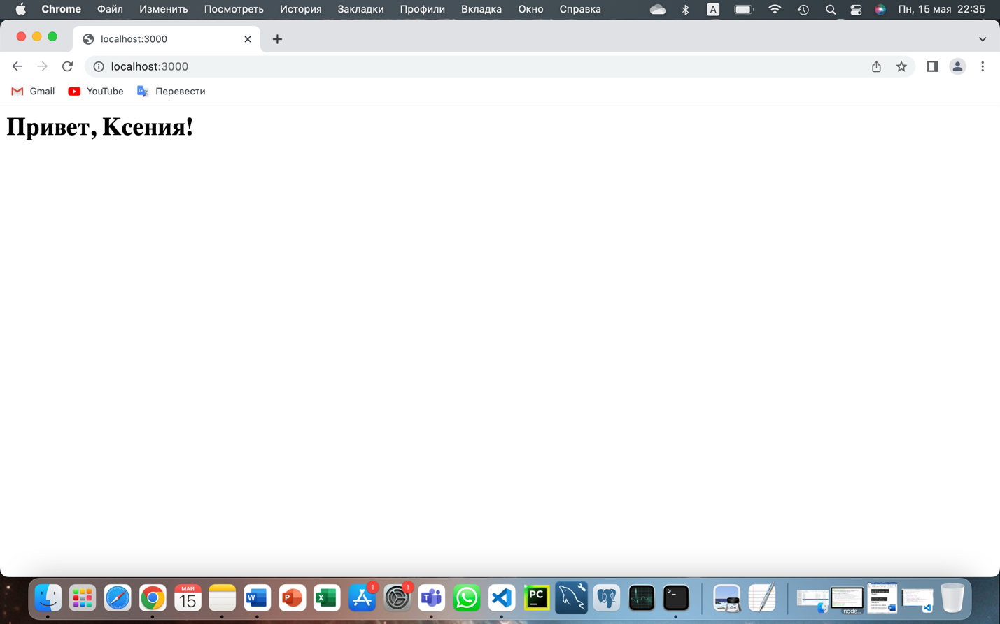 Chrome Файл Изменить Посмотреть История Закладки Профили Вкладка Окно Справка A Пн, 15 мая 22:35
localhost:3000
localhost:3000
Gmail YouTube Перевести
Привет, Ксения!
МАЙ
15
W
P
X
1
1
PC
>_
node...